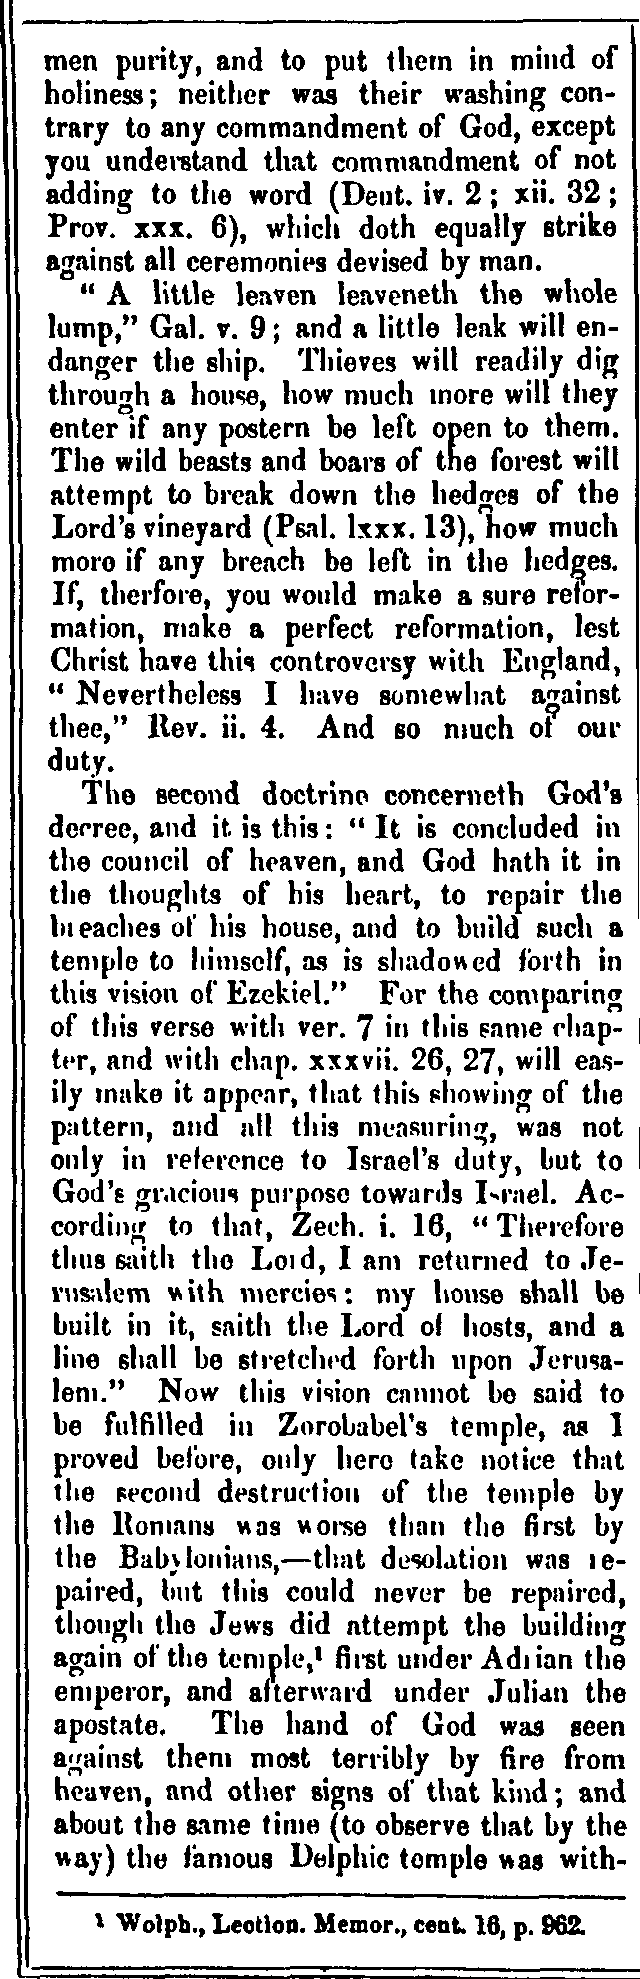 men purity, and to put them in mind of
holiness; neither was their washing con-
trary to any commandment of God, except
you understand that commandment of not
adding to the word (Deut. iv. 2; xii. 32;
Prov. xxx. 6), which doth equally strike
against all ceremonies devised by man.
" A little leaven leaveneth the whole
lump," Gal. v. 9; and a little leak will en-
danger the ship. Thieves will readily dig
through a house, how much more will they
enter if any postern be left open to them.
The wild beasts and boars of the forest will
attempt to break down the hedges of the
Lord's vineyard (Psal. lxxx. 13), how much
more if any breach be left in the hedges.
If, therfore, you would make a sure refor-
mation, make a perfect reformation, lest
Christ have this controversy with England,
" Nevertheless I have somewhat against
thee," Rev. ii. 4. And so much of our
duty.
The second doctrine concerneth God's
decree, and it is this: " It is concluded in
the council of heaven, and God hath it in
the thoughts of his heart, to repair the
breaches of his house, and to build such a
temple to himself, as is shadowed forth in
this vision of Ezekiel." For the comparing
of this verse with ver. 7 in this same chap-
ter, and with chap. xxxvii. 26, 27, will eas-
ily make it appear, that this showing of the
pattern, and all this measuring, was not
only in reference to Israel's duty, but to
God's gracious purpose towards Israel. Ac-
cording to that, Zech. i. 16, " Therefore
thus saith the Lord, I am returned to Je-
rusalem with mercies: my house shall be
built in it, saith the Lord of hosts, and a
line shall be stretched forth upon Jerusa-
lem." Now this vision cannot be said to
be fulfilled in Zorobabel's temple, as I
proved before, only here take notice that
the second destruction of the temple by
the Romans was worse than the first by
the Babylonians,—that desolation was re-
paired, but this could never be repaired,
though the Jews did attempt the building
again of the temple,¹ first under Adrian the
emperor, and afterward under Julian the
apostate. The hand of God was seen
against them most terribly by fire from
heaven, and other signs of that kind; and
about the same time (to observe that by the
way) the famous Delphic temple was with-
¹ Wolph., Lection. Memor., cent. 16, p. 962.